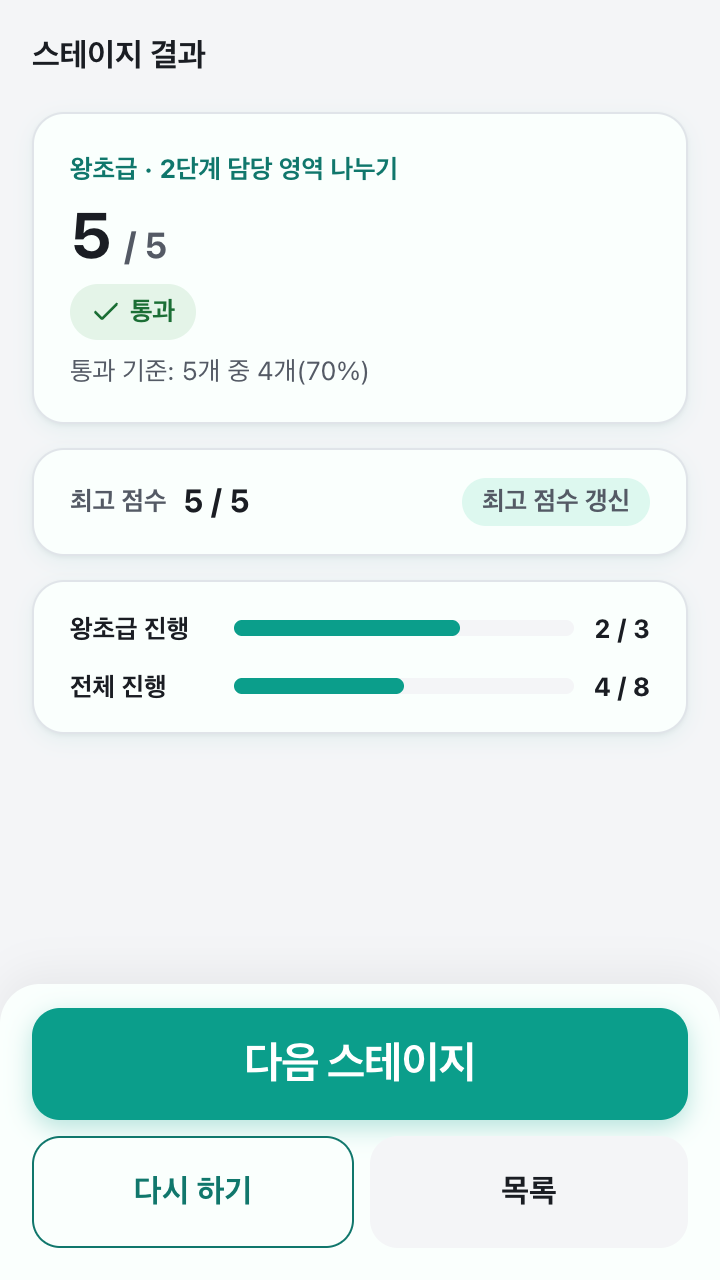 스테이지 결과
왕초급 · 2단계 담당 영역 나누기
5 / 5
통과
통과 기준: 5개 중 4개(70%)
최고 점수 5 / 5 최고 점수 갱신
왕초급 진행 2 / 3
전체 진행 4 / 8
다음 스테이지
다시 하기 목록